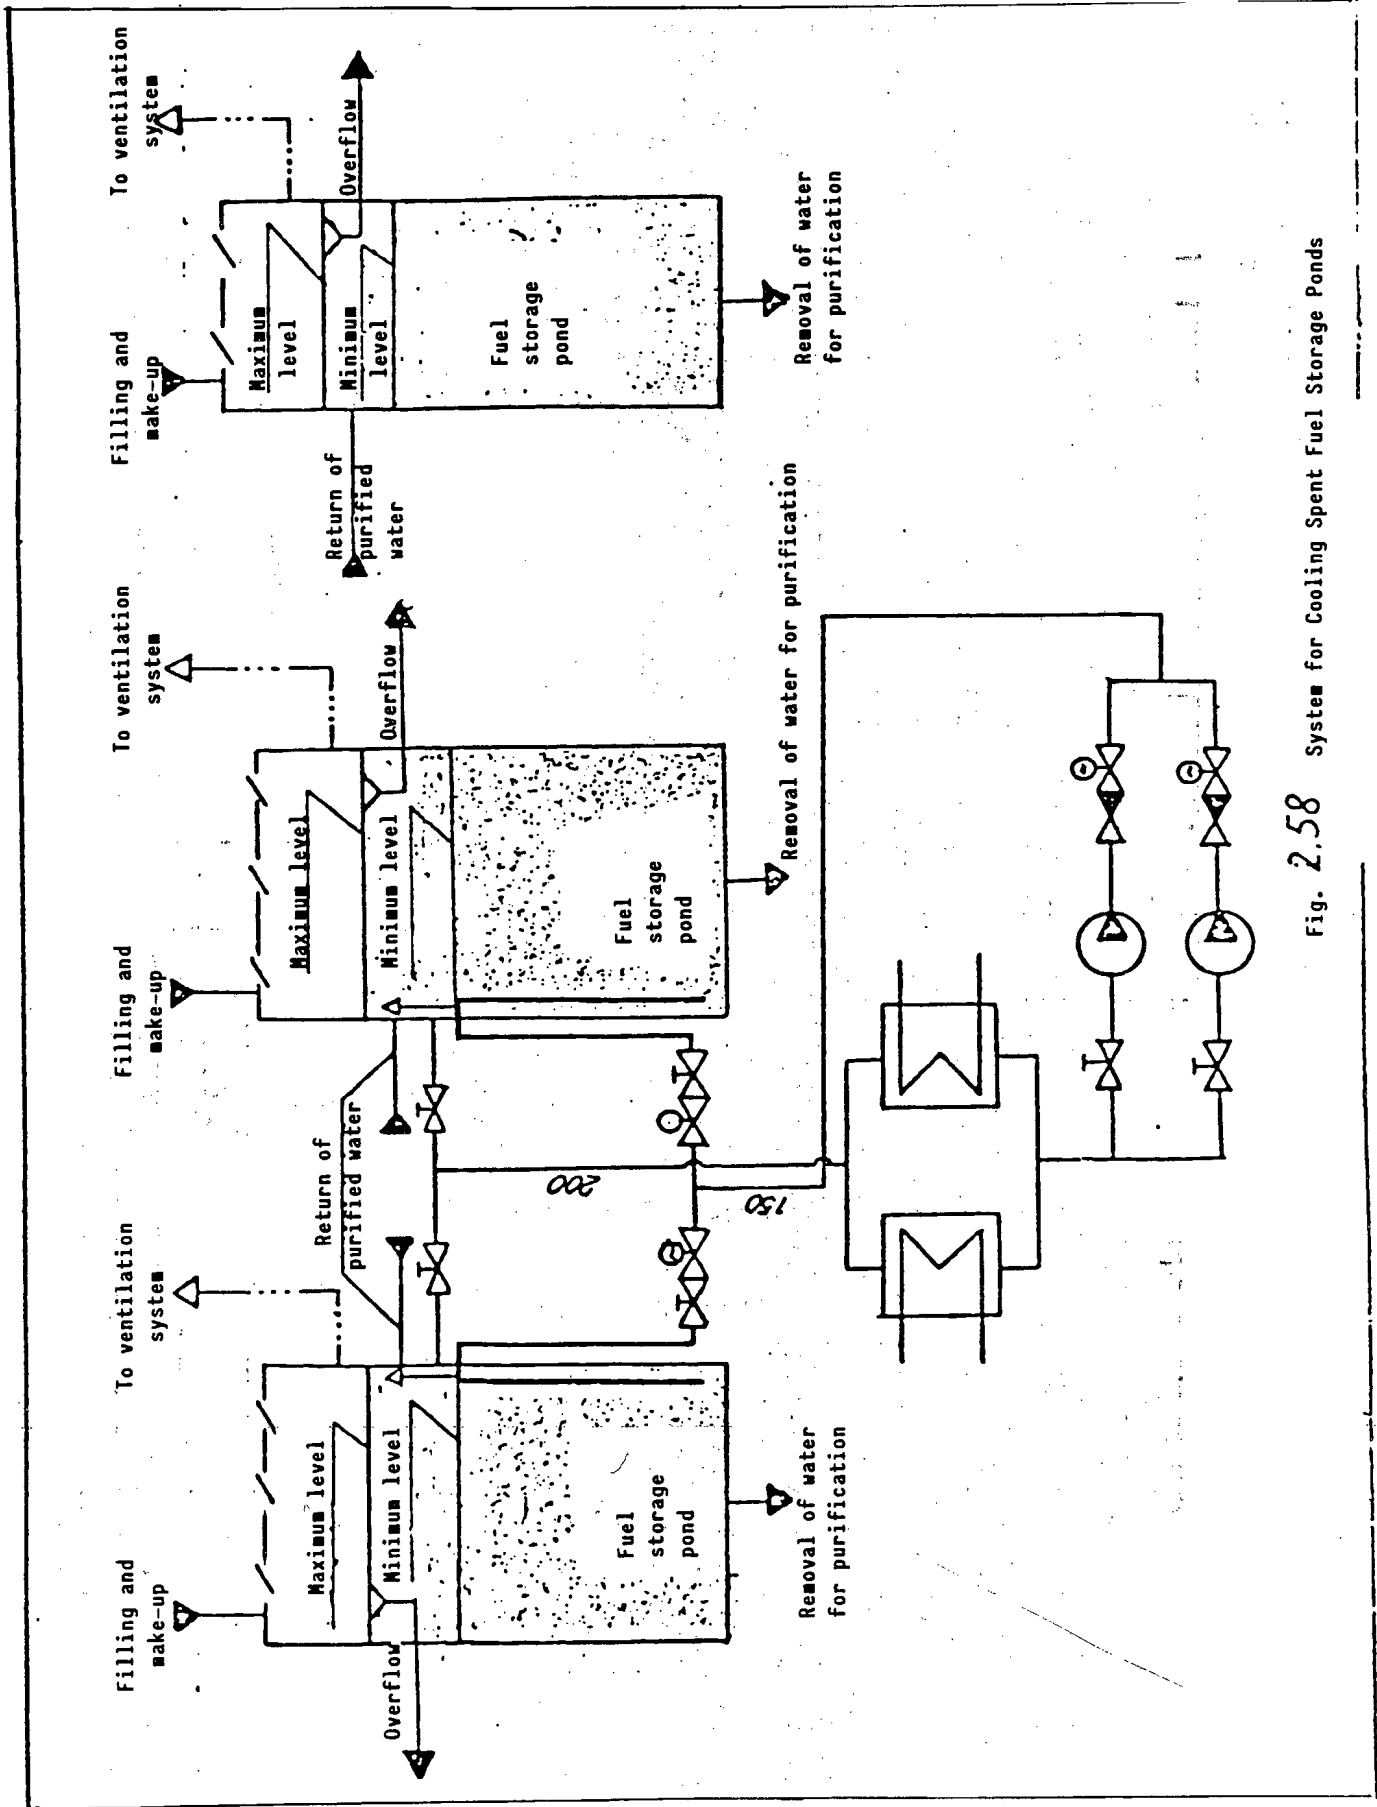 Filling and
make-up
To ventilation
system
Maximum level
Minimum level
Overflow
Fuel
storage
pond
Removal of water
for purification
Return of
purified water
Filling and
make-up
To ventilation
system
Maximum level
Minimum level
Overflow
Fuel
storage
pond
Removal of water for purification
200
150
Filling and
make-up
To ventilation
system
Maximum
level
Minimum
level
Overflow
Return of
purified
water
Fuel
storage
pond
Removal of water
for purification
Fig. 2.58 System for Cooling Spent Fuel Storage Ponds